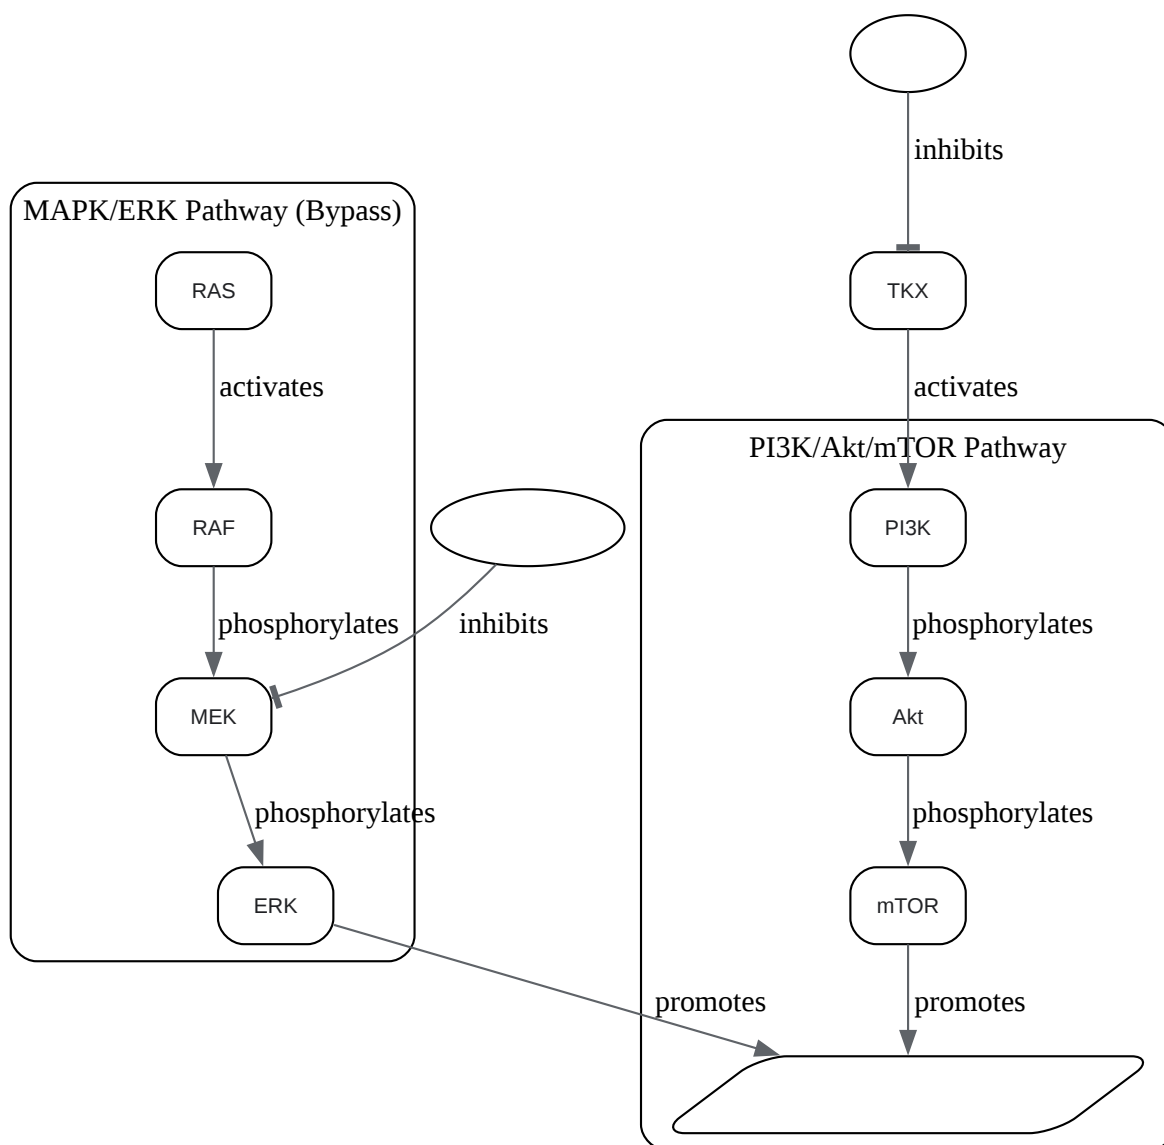 inhibits
MAPK/ERK Pathway (Bypass)
RAS
TKX
activates
activates
PI3K/Akt/mTOR Pathway
RAF
PI3K
phosphorylates
inhibits
phosphorylates
MEK
Akt
phosphorylates
phosphorylates
ERK
mTOR
promotes
promotes